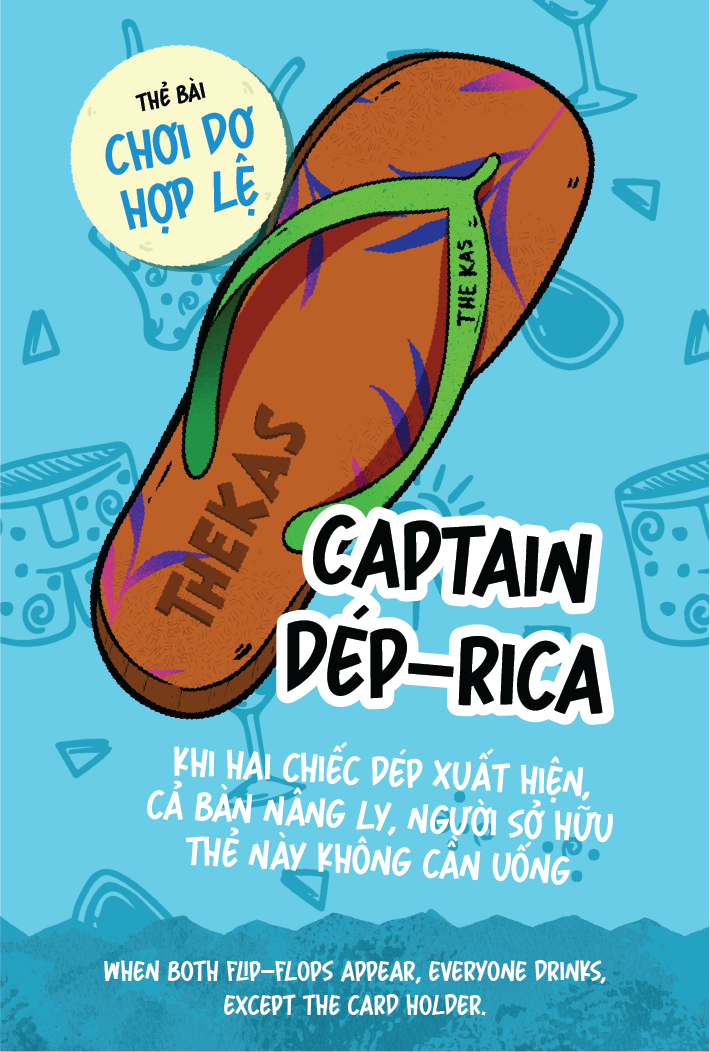 THẺ BÀI
CHƠI DƠ
HỢP LỆ
THE KAS
THEKAS
CAPTAIN
DÉP-RICA
KHI HAI CHIẾC DÉP XUẤT HIỆN,
CẢ BÀN NÂNG LY, NGƯỜI SỞ HỮU
THẺ NÀY KHÔNG CẦN UỐNG
WHEN BOTH FLIP-FLOPS APPEAR, EVERYONE DRINKS,
EXCEPT THE CARD HOLDER.